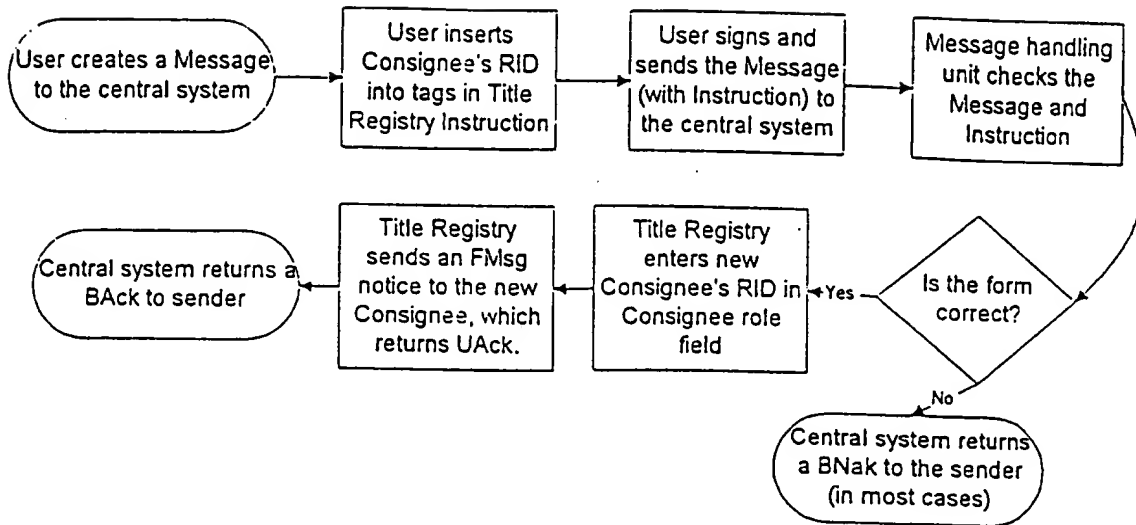 User creates a Message
to the central system
User inserts
Consignee's RID
into tags in Title
Registry Instruction
User signs and
sends the Message
(with Instruction) to
the central system
Message handling
unit checks the
Message and
Instruction
Is the form
correct?
Yes
Title Registry
enters new
Consignee's RID in
Consignee role
field
Title Registry
sends an FMsg
notice to the new
Consignee, which
returns UAck.
Central system returns a
BAck to sender
No
Central system returns
a BNak to the sender
(in most cases)